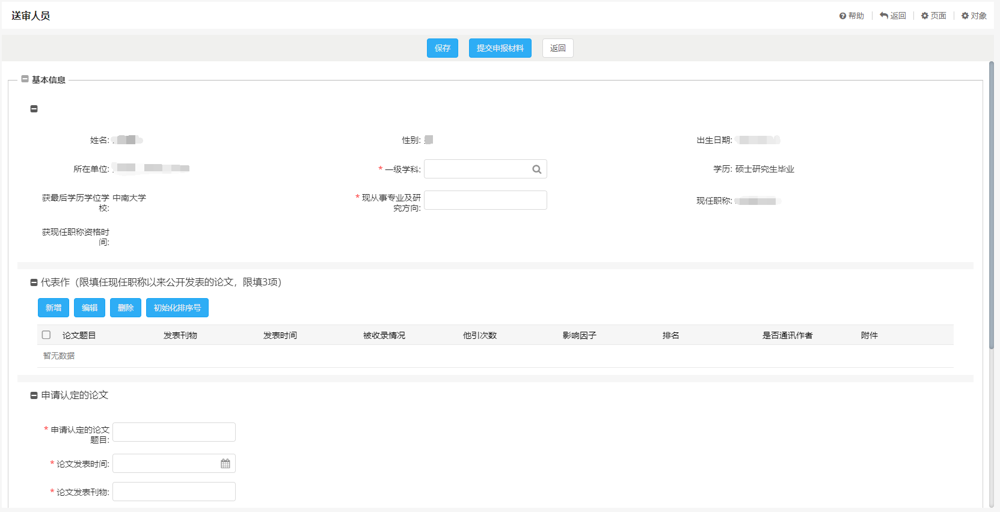 送审人员
帮助
返回
页面
对象
保存
提交申报材料
返回
基本信息
姓名:
性别:
出生日期:
所在单位:
* 一级学科:
学历: 硕士研究生毕业
获最后学历学位学校: 中南大学
* 现从事专业及研究方向:
现任职称:
获现任职称资格时间:
代表作（限填任现任职称以来公开发表的论文，限填3项）
新增 编辑 删除 初始化排序号
论文题目 发表刊物 发表时间 被收录情况 他引次数 影响因子 排名 是否通讯作者 附件
暂无数据
申请认定的论文
* 申请认定的论文题目:
* 论文发表时间:
* 论文发表刊物: